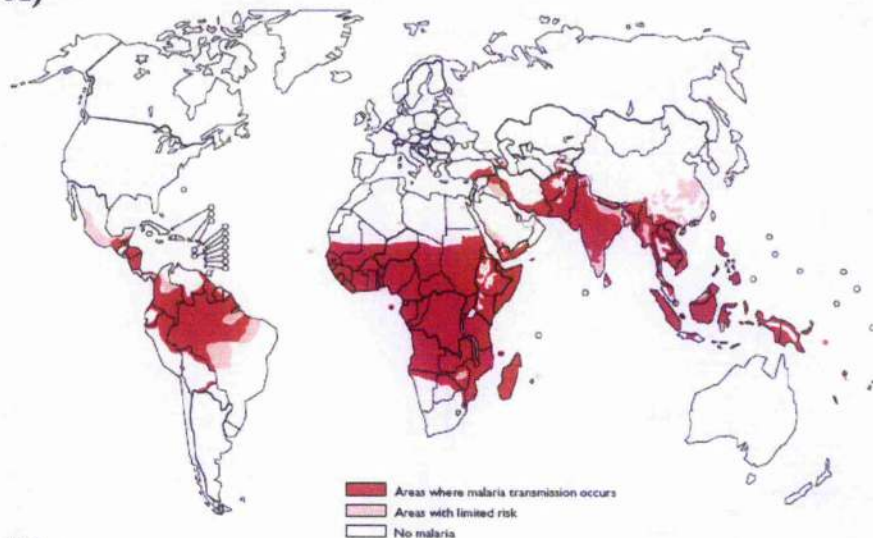 Areas where malaria transmission occurs
Areas with limited risk
No malaria